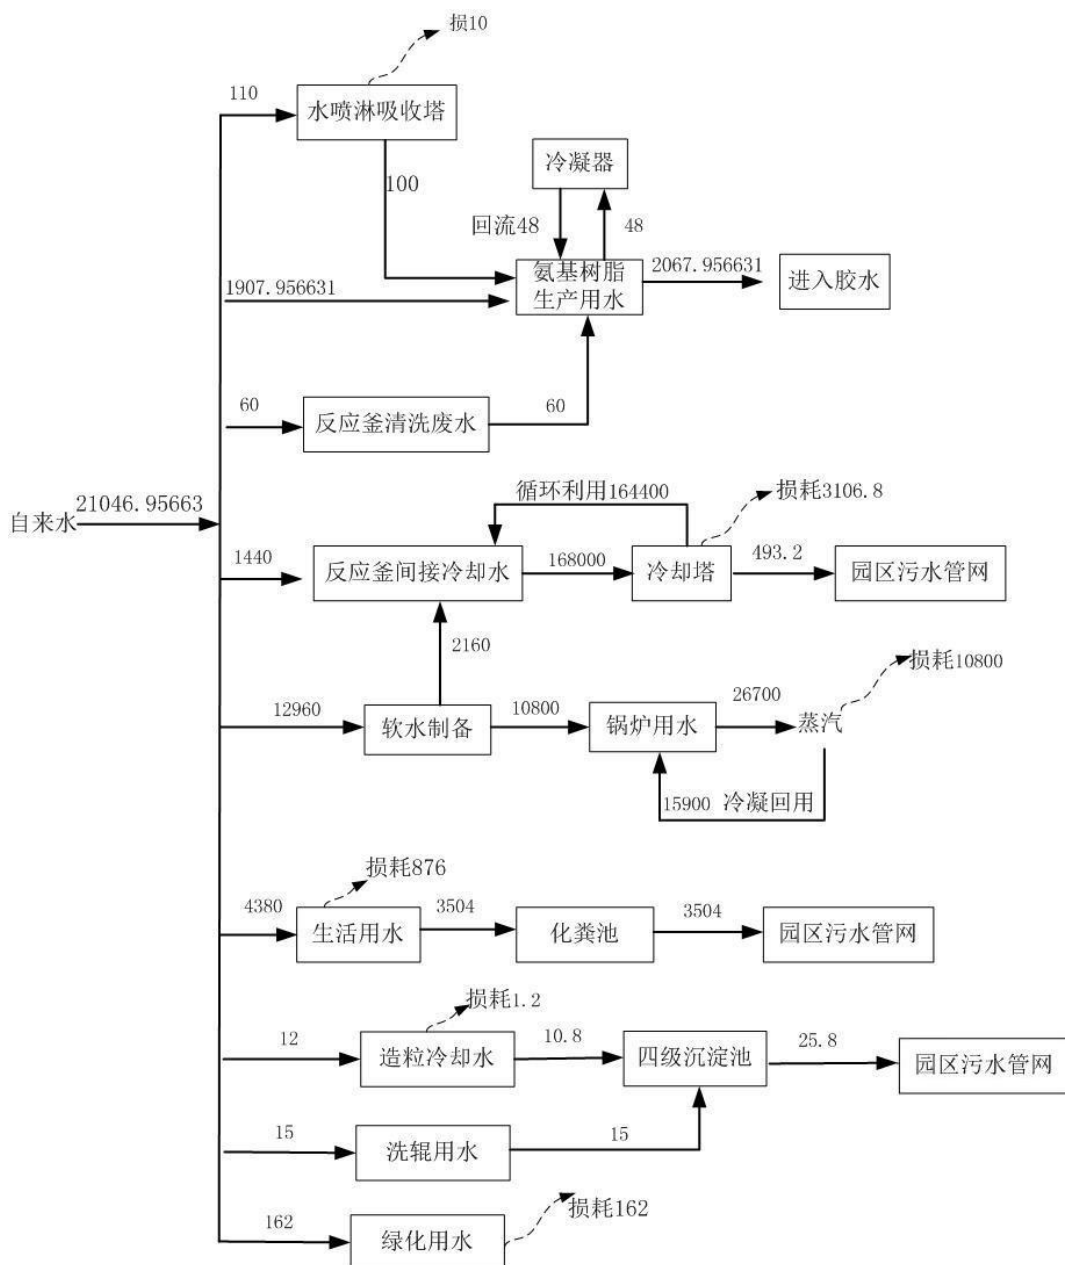 损10
110
水喷淋吸收塔
冷凝器
100
回流48
48
1907.956631
氨基树脂
生产用水
2067.956631
进入胶水
60
反应釜清洗废水
60
自来水
21046.95663
循环利用164400
损耗3106.8
1440
反应釜间接冷却水
168000
冷却塔
493.2
园区污水管网
2160
损耗10800
12960
软水制备
10800
锅炉用水
26700
蒸汽
15900 冷凝回用
损耗876
4380
生活用水
3504
化粪池
3504
园区污水管网
损耗1.2
12
造粒冷却水
10.8
四级沉淀池
25.8
园区污水管网
15
洗辊用水
15
162
绿化用水
损耗162